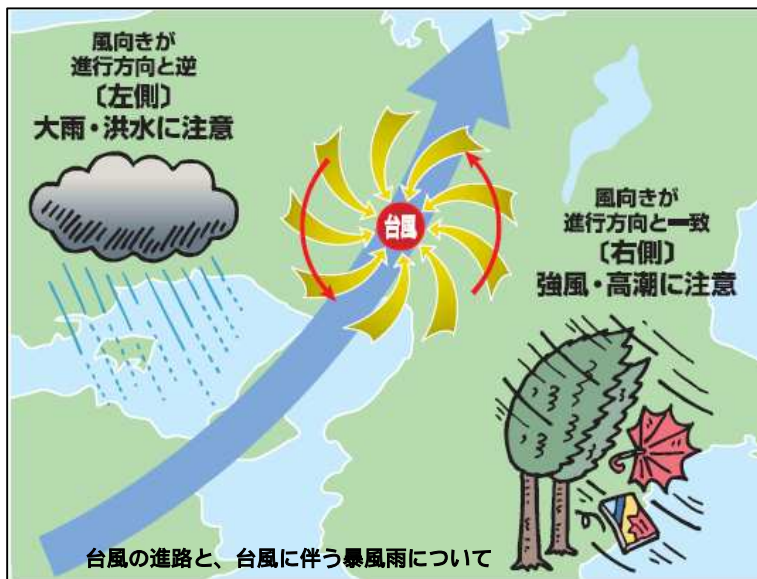 風向きが
進行方向と逆
〔左側〕
大雨・洪水に注意
台風
風向きが
進行方向と一致
〔右側〕
強風・高潮に注意
台風の進路と、台風に伴う暴風雨について